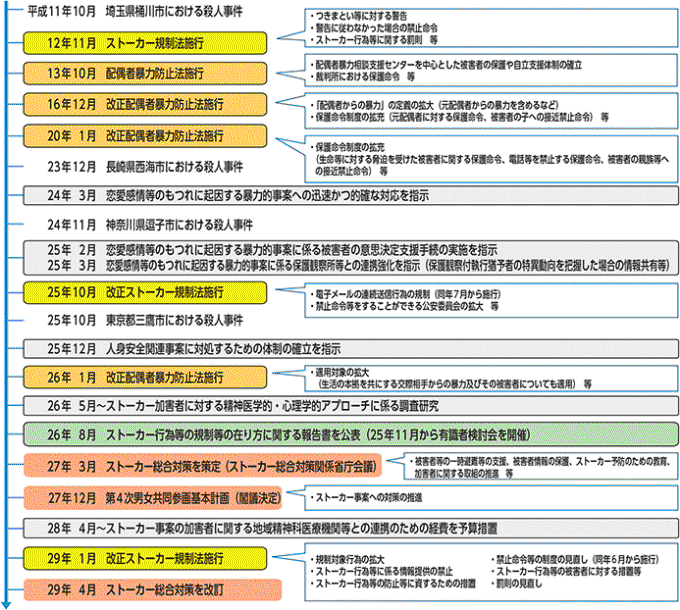 平成11年10月 埼玉県桶川市における殺人事件
12年11月 ストーカー規制法施行
・つきまとい等に対する警告
・警告に従わなかった場合の禁止命令
・ストーカー行為等に関する罰則 等
13年10月 配偶者暴力防止法施行
・配偶者暴力相談支援センターを中心とした被害者の保護や自立支援体制の確立
・裁判所における保護命令 等
16年12月 改正配偶者暴力防止法施行
・「配偶者からの暴力」の定義の拡大（元配偶者からの暴力を含めるなど）
・保護命令制度の拡充（元配偶者に対する保護命令、被害者の子への接近禁止命令） 等
20年 1月 改正配偶者暴力防止法施行
・保護命令制度の拡充
（生命等に対する脅迫を受けた被害者に関する保護命令、電話等を禁止する保護命令、被害者の親族等へ
の接近禁止命令） 等
23年12月 長崎県西海市における殺人事件
24年 3月 恋愛感情等のもつれに起因する暴力的事案への迅速かつ的確な対応を指示
24年11月 神奈川県逗子市における殺人事件
25年 2月 恋愛感情等のもつれに起因する暴力的事案に係る被害者の意思決定支援手続の実施を指示
25年 3月 恋愛感情等のもつれに起因する暴力的事案に係る保護観察所等との連携強化を指示（保護観察付執行猶予者の特異動向を把握した場合の情報共有等）
25年10月 改正ストーカー規制法施行
・電子メールの連続送信行為の規制（同年7月から施行）
・禁止命令等をすることができる公安委員会の拡大 等
25年10月 東京都三鷹市における殺人事件
25年12月 人身安全関連事案に対処するための体制の確立を指示
26年 1月 改正配偶者暴力防止法施行
・適用対象の拡大
（生活の本拠を共にする交際相手からの暴力及びその被害者についても適用） 等
26年 5月～ストーカー加害者に対する精神医学的・心理学的アプローチに係る調査研究
26年 8月 ストーカー行為等の規制等の在り方に関する報告書を公表（25年11月から有識者検討会を開催）
27年 3月 ストーカー総合対策を策定（ストーカー総合対策関係省庁会議）
・被害者等の一時避難等の支援、被害者情報の保護、ストーカー予防のための教育、
加害者に関する取組の推進 等
27年12月 第4次男女共同参画基本計画（閣議決定）
・ストーカー事案への対策の推進
28年 4月～ストーカー事案の加害者に関する地域精神科医療機関等との連携のための経費を予算措置
29年 1月 改正ストーカー規制法施行
・規制対象行為の拡大 ・禁止命令等の制度の見直し（同年6月から施行）
・ストーカー行為等に係る情報提供の禁止 ・ストーカー行為等の被害者に対する措置等
・ストーカー行為等の防止等に資するための措置 ・罰則の見直し
29年 4月 ストーカー総合対策を改訂